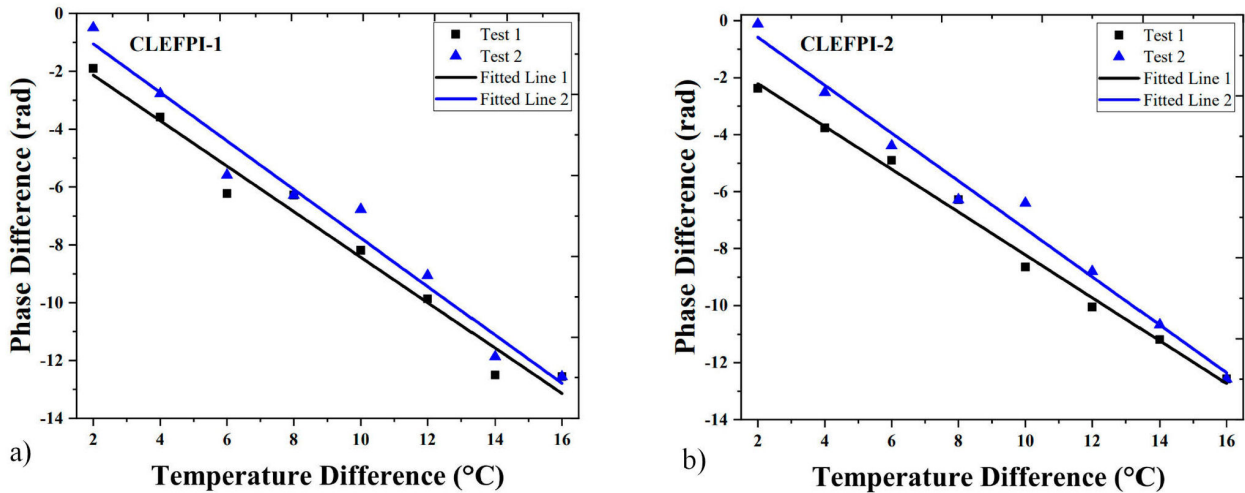 CLEFPI-1
Test 1
Test 2
Fitted Line 1
Fitted Line 2
0
-2
-4
-6
-8
-10
-12
-14
Phase Difference (rad)
2 4 6 8 10 12 14 16
Temperature Difference (°C)
a)
CLEFPI-2
Test 1
Test 2
Fitted Line 1
Fitted Line 2
0
-2
-4
-6
-8
-10
-12
-14
Phase Difference (rad)
2 4 6 8 10 12 14 16
Temperature Difference (°C)
b)